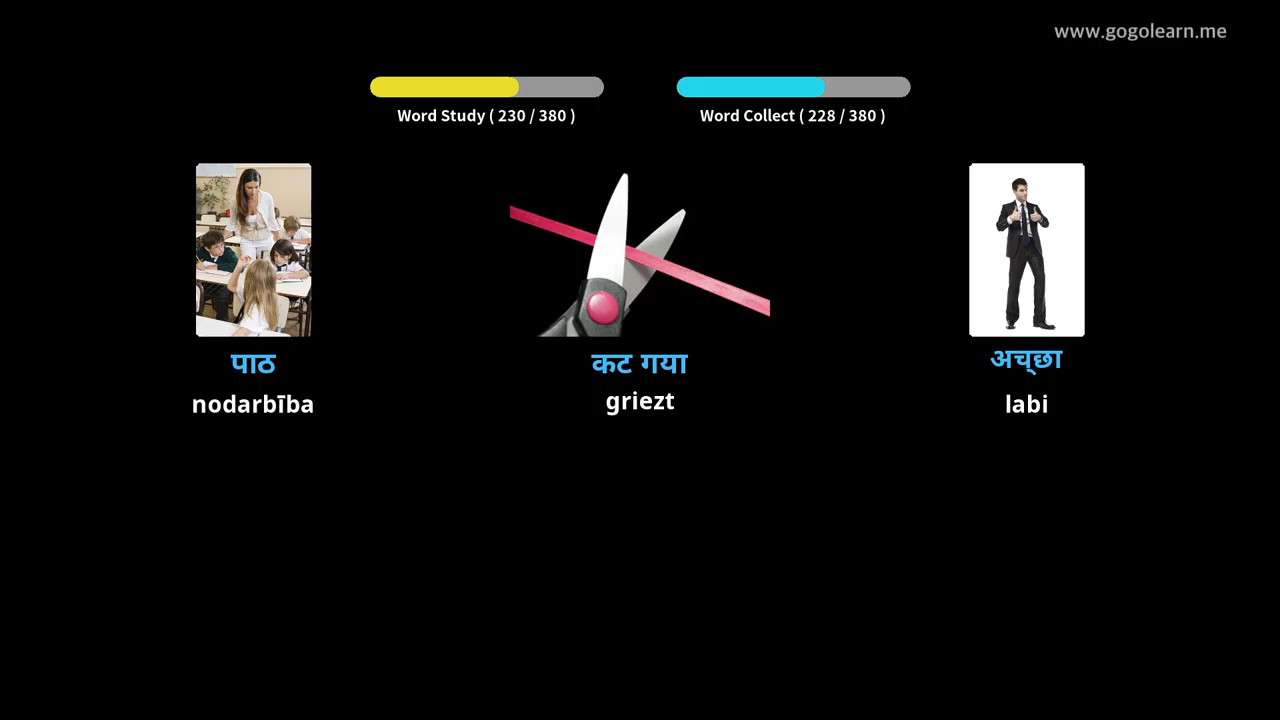 www.gogolearn.me
Word Study ( 230 / 380 )
Word Collect ( 228 / 380 )
पाठ
कट गया
अच्छा
nodarbība
griezt
labi